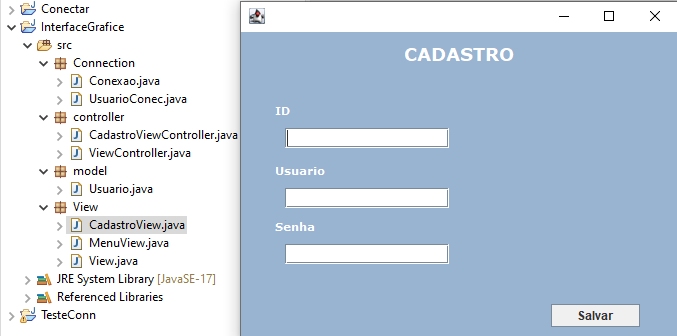 Conectar
InterfaceGrafice
src
Connection
Conexao.java
UsuarioConec.java
controller
CadastroViewController.java
ViewController.java
model
Usuario.java
View
CadastroView.java
MenuView.java
View.java
JRE System Library [JavaSE-17]
Referenced Libraries
TesteConn
CADASTRO
ID
Usuario
Senha
Salvar